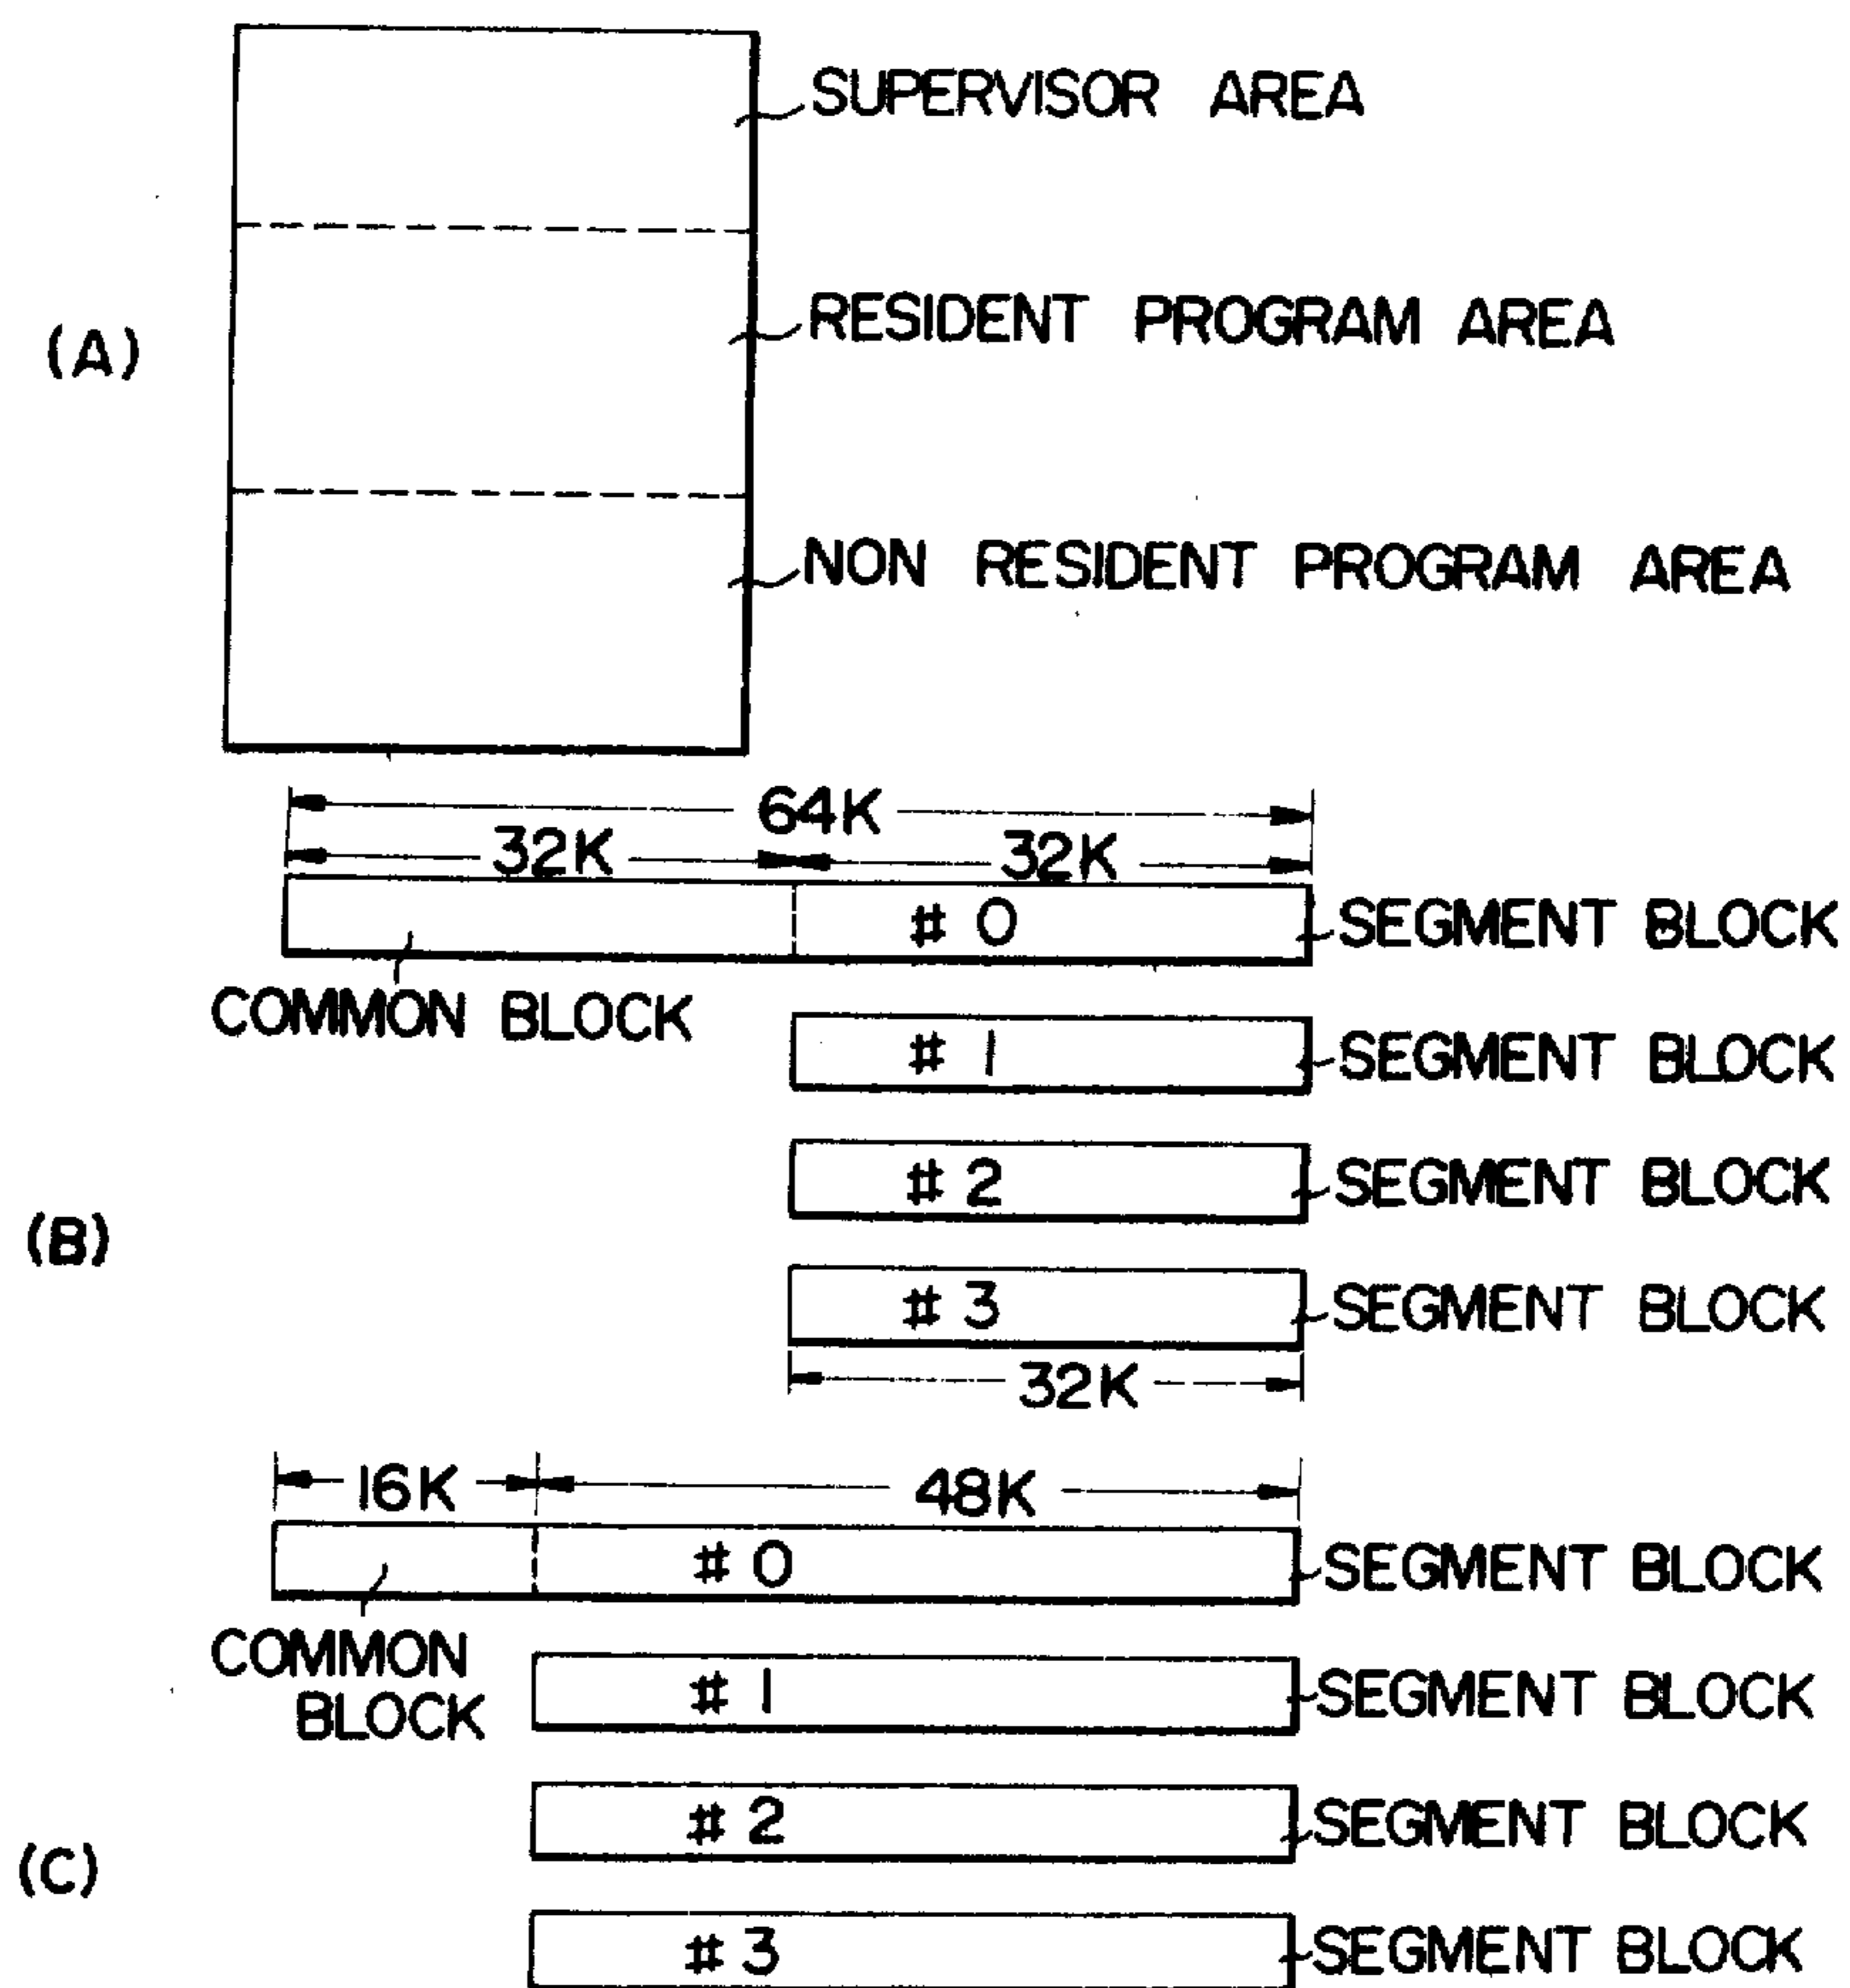 SUPERVISOR AREA
RESIDENT PROGRAM AREA
(A)
NON RESIDENT PROGRAM AREA
64K
32K 32K
# 0 SEGMENT BLOCK
COMMON BLOCK
# 1 SEGMENT BLOCK
# 2 SEGMENT BLOCK
(B)
# 3 SEGMENT BLOCK
32K
16K 48K
# 0 SEGMENT BLOCK
COMMON
BLOCK
# 1 SEGMENT BLOCK
# 2 SEGMENT BLOCK
(C)
# 3 SEGMENT BLOCK